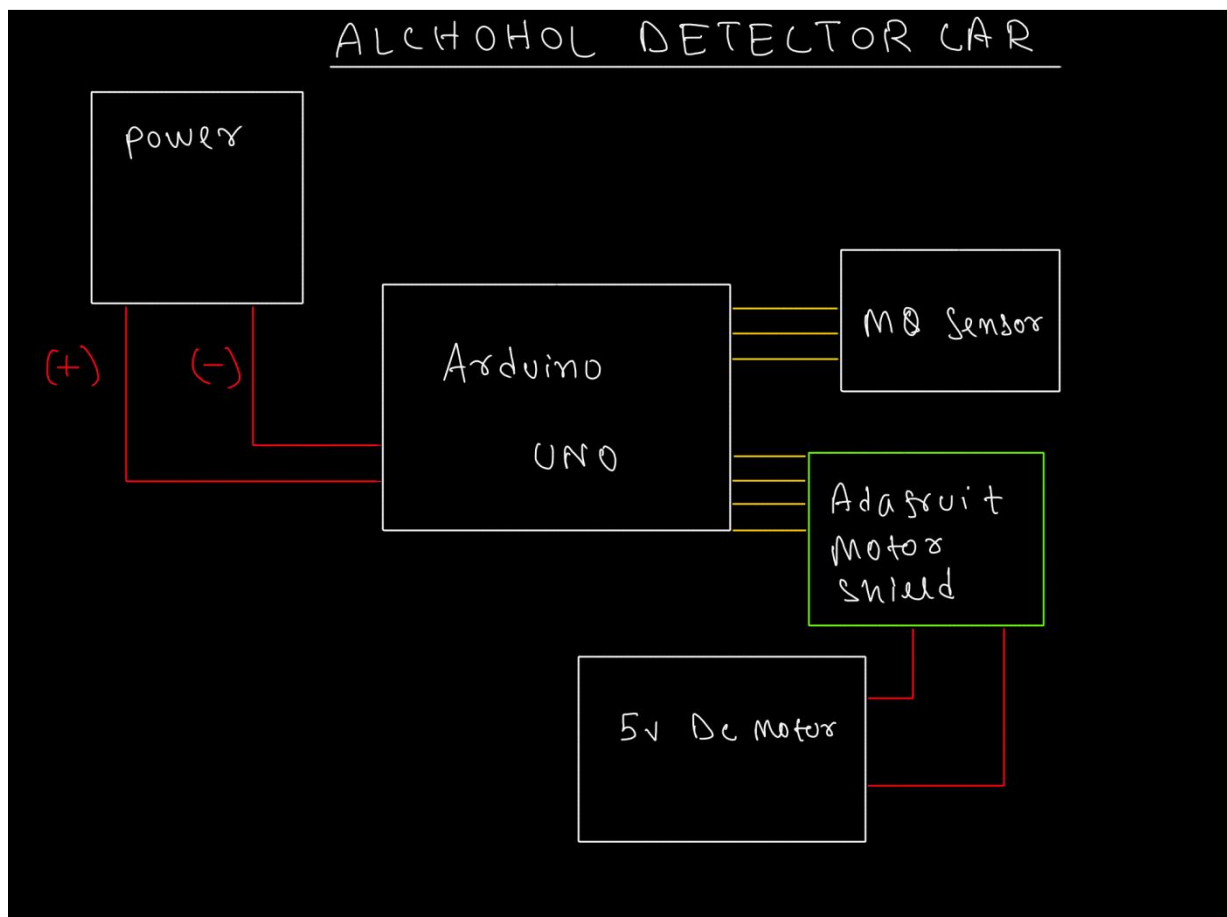 ALCHOHOL DETECTOR CAR
power
(+)
(-)
Arduino
UNO
MQ sensor
Adafruit
Motor
Shield
5v Dc Motor